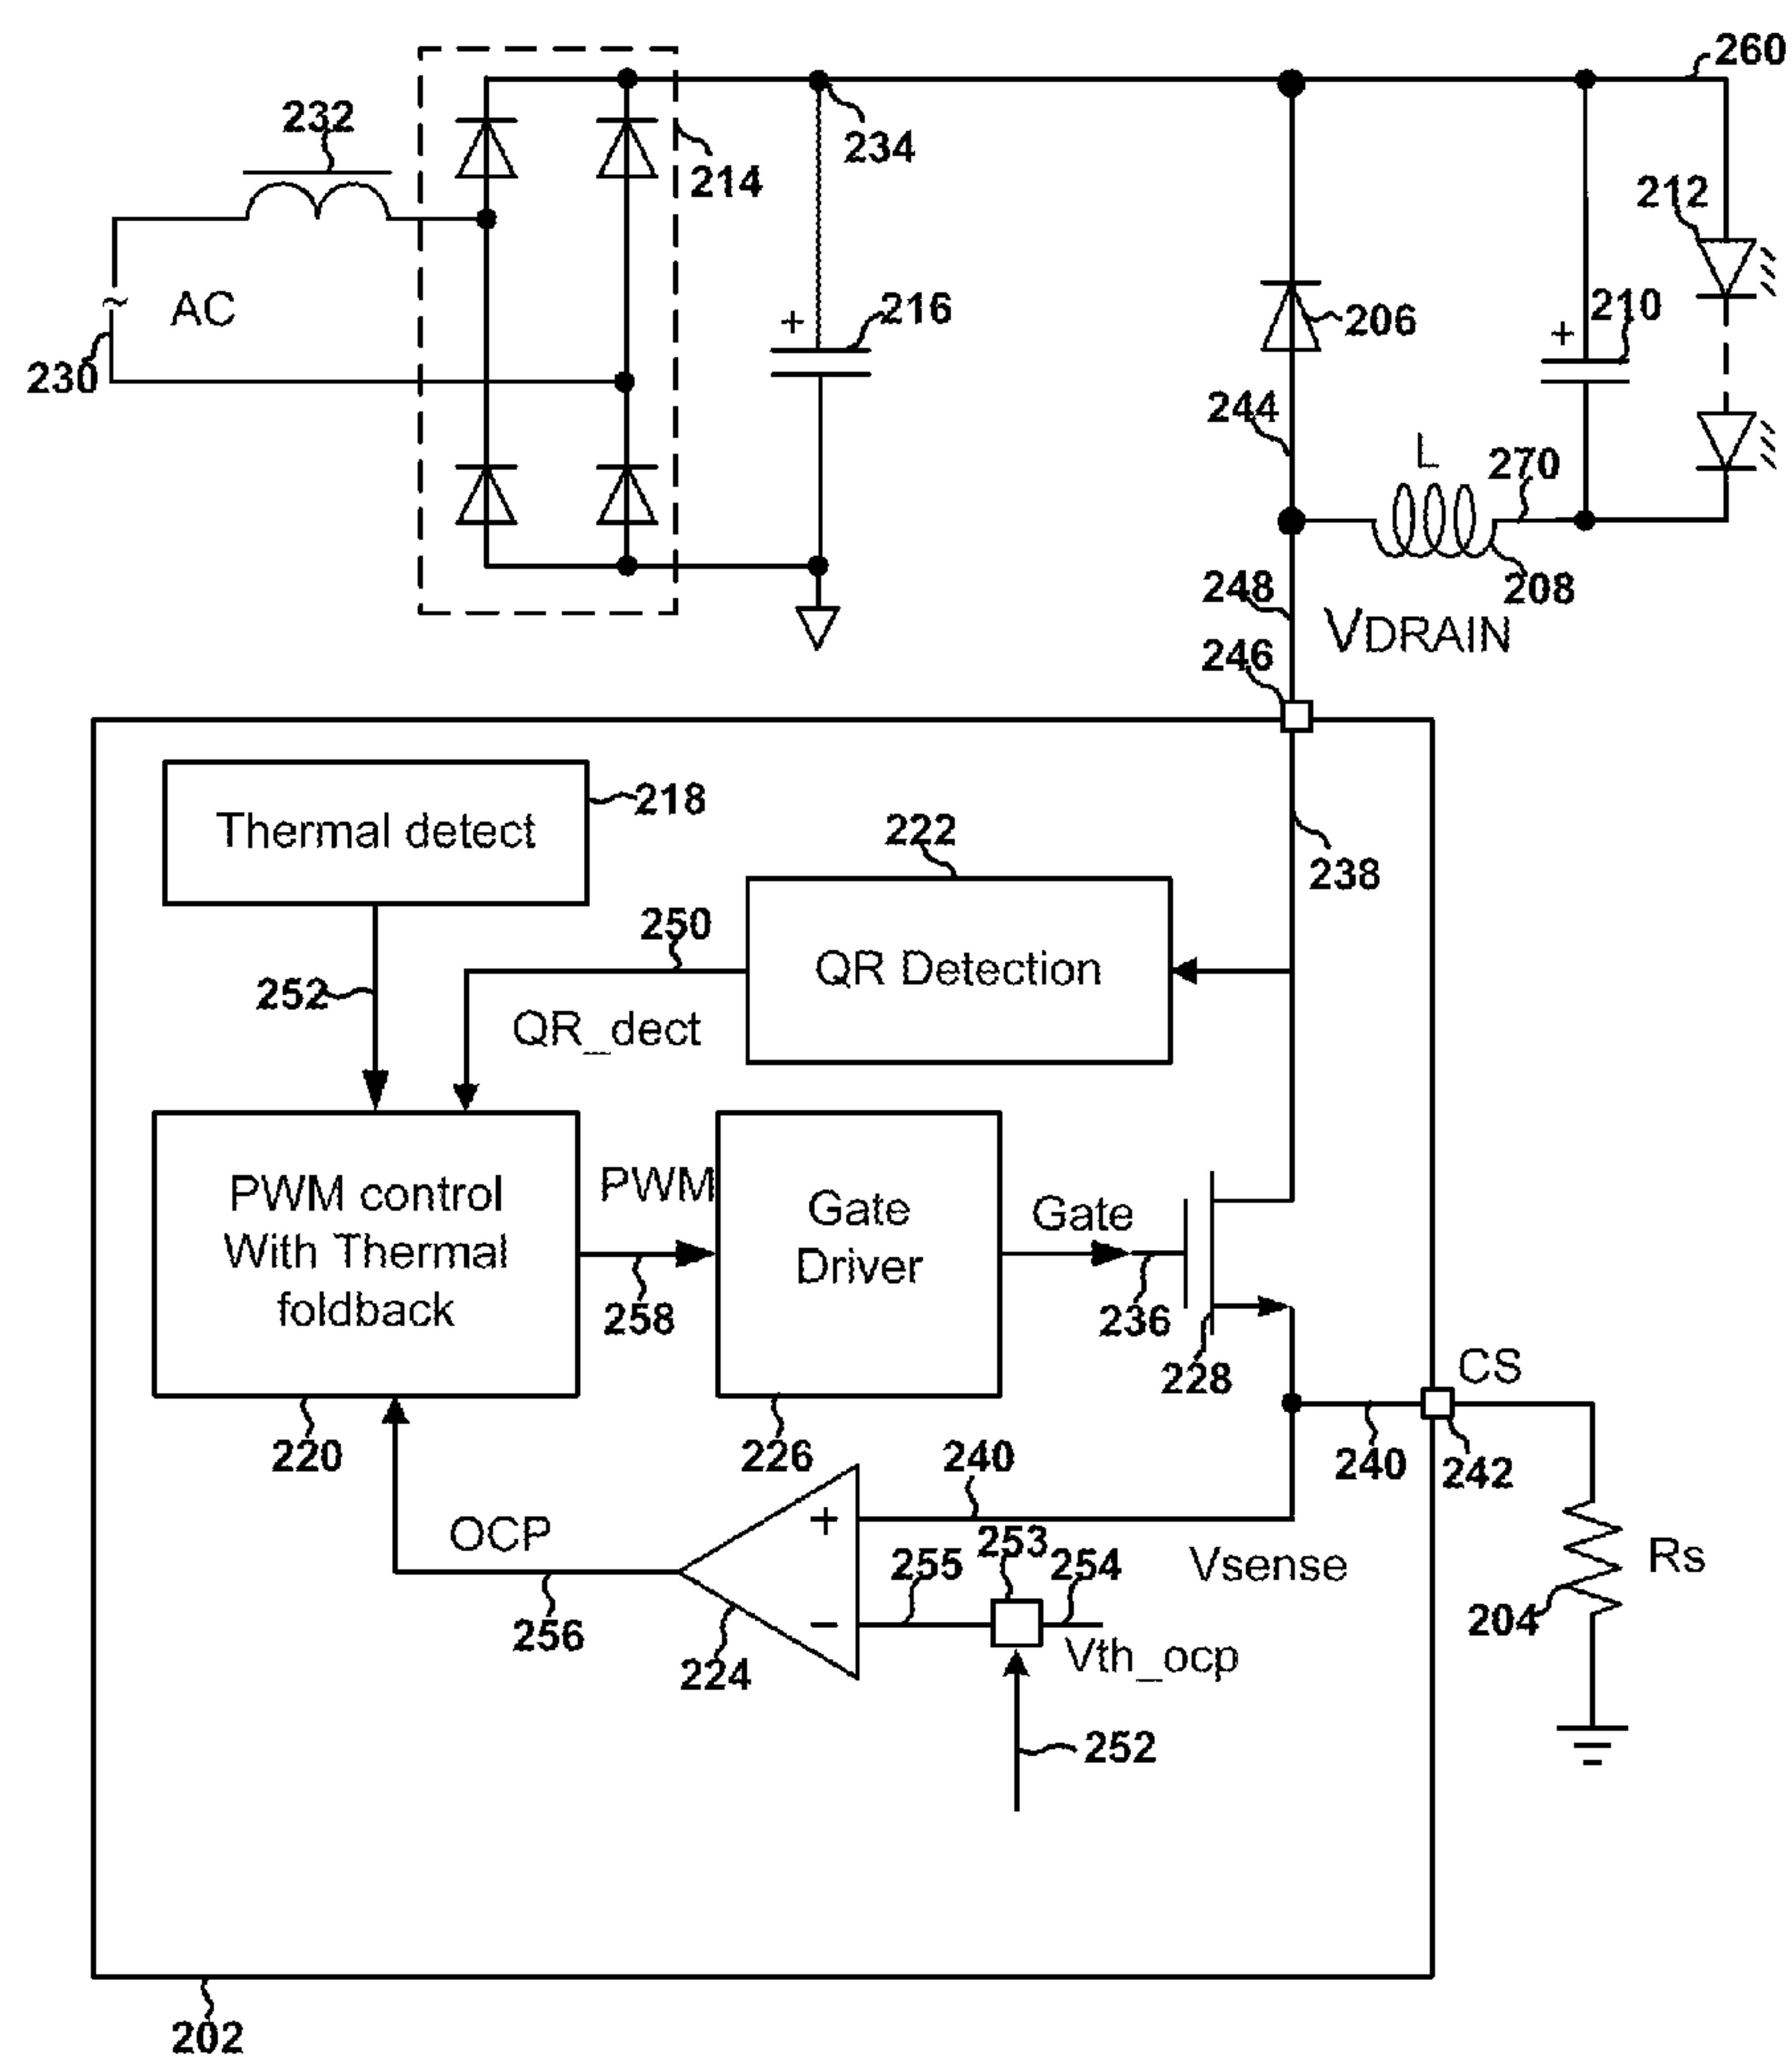 260
232
234
214
212
AC
+
216
206
+
210
230
244
L
270
248
208
VDRAIN
246
Thermal detect
218
222
238
250
QR Detection
252
QR_dect
PWM control
With Thermal
foldback
PWM
Gate
Driver
Gate
258
236
228
CS
220
226
240
240
242
OCP
+
253
255
254
Vsense
Rs
256
224
−
Vth_ocp
204
252
202